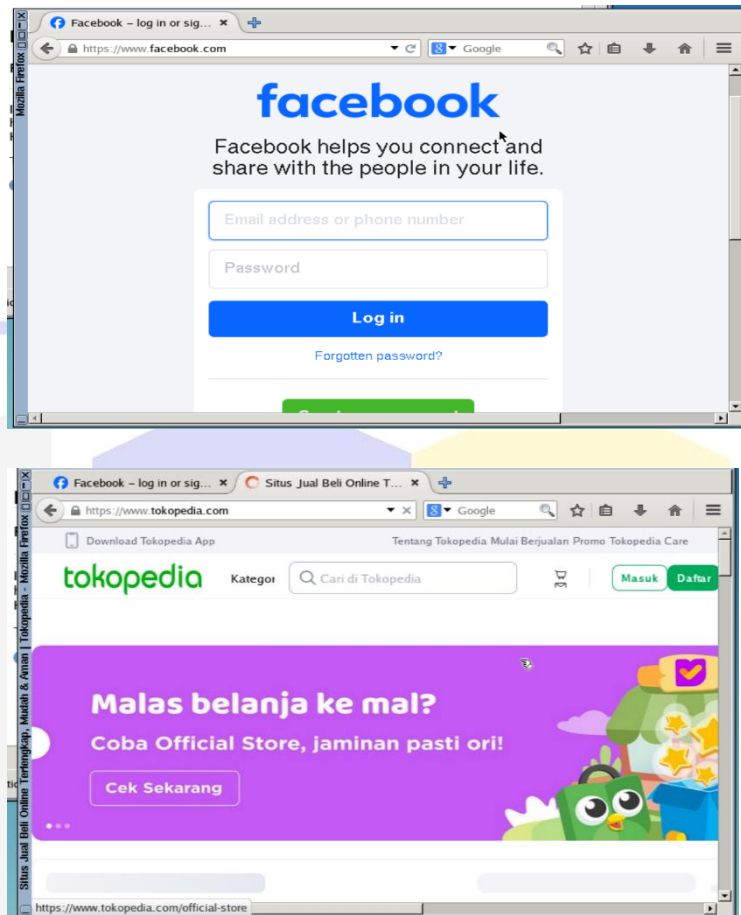 Facebook – log in or sig...
https://www.facebook.com
Google
Mozilla Firefox
facebook
Facebook helps you connect and
share with the people in your life.
Email address or phone number
Password
Log in
Forgotten password?
Facebook – log in or sig...
Situs Jual Beli Online T...
https://www.tokopedia.com
Google
Situs Jual Beli Online Terlengkap, Mudah & Aman | Tokopedia - Mozilla Firefox
Download Tokopedia App
Tentang Tokopedia Mulai Berjualan Promo Tokopedia Care
tokopedia
Kategor
Cari di Tokopedia
Masuk
Daftar
Malas belanja ke mal?
Coba Official Store, jaminan pasti ori!
Cek Sekarang
https://www.tokopedia.com/official-store